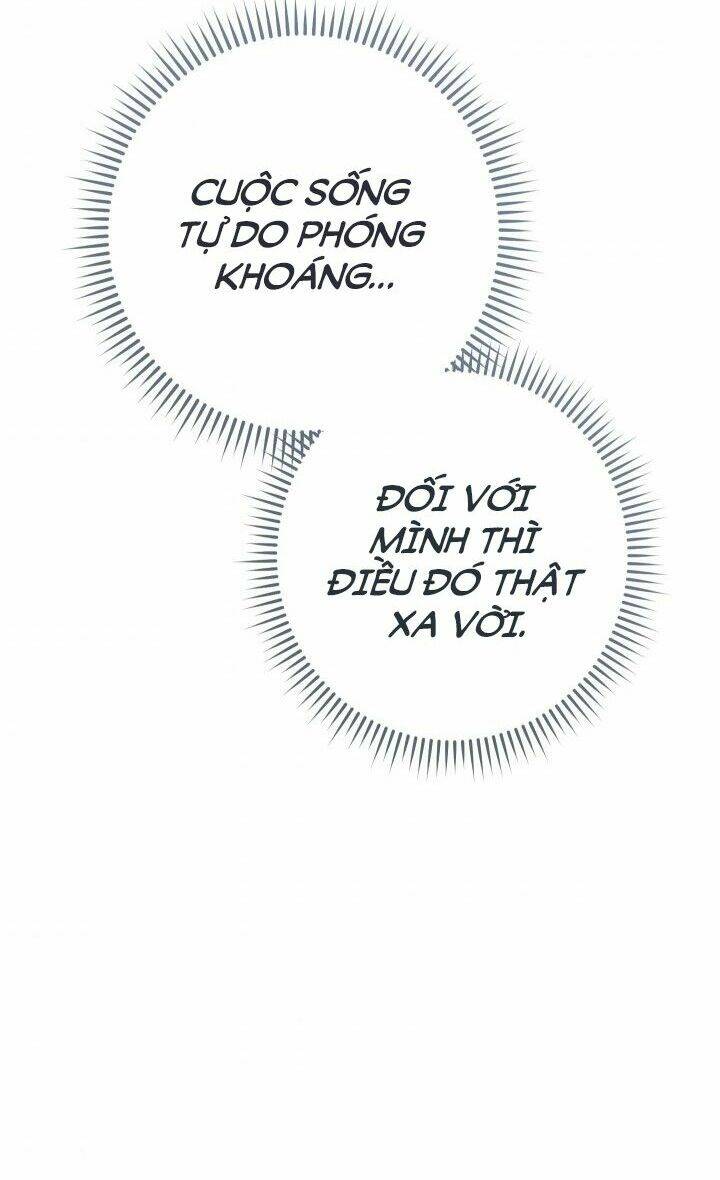 CUỘC SỐNG
TỰ DO PHÓNG
KHOÁNG...
ĐỐI VỚI
MÌNH THÌ
ĐIỀU ĐÓ THẬT
XA VỜI.